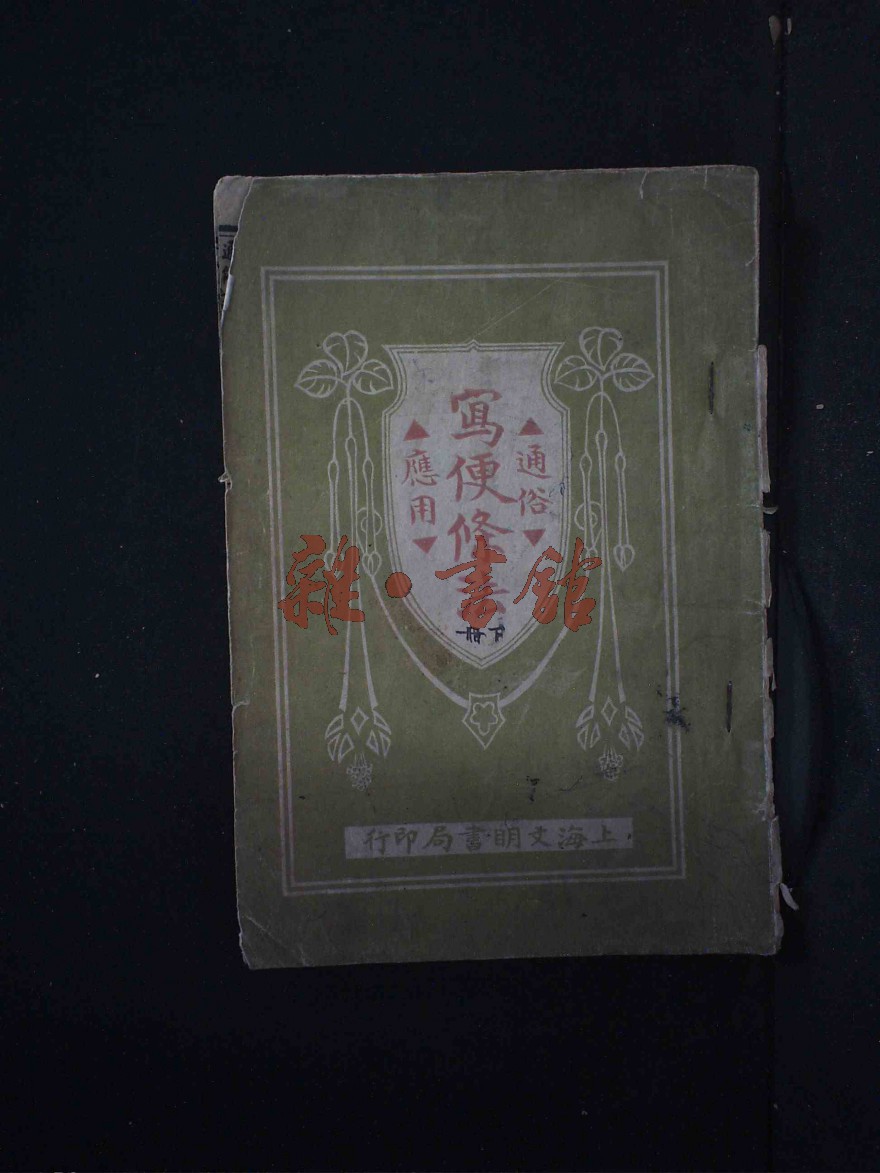 通俗
寫便條
應用
下冊
上海文明書局印行
雜·書館